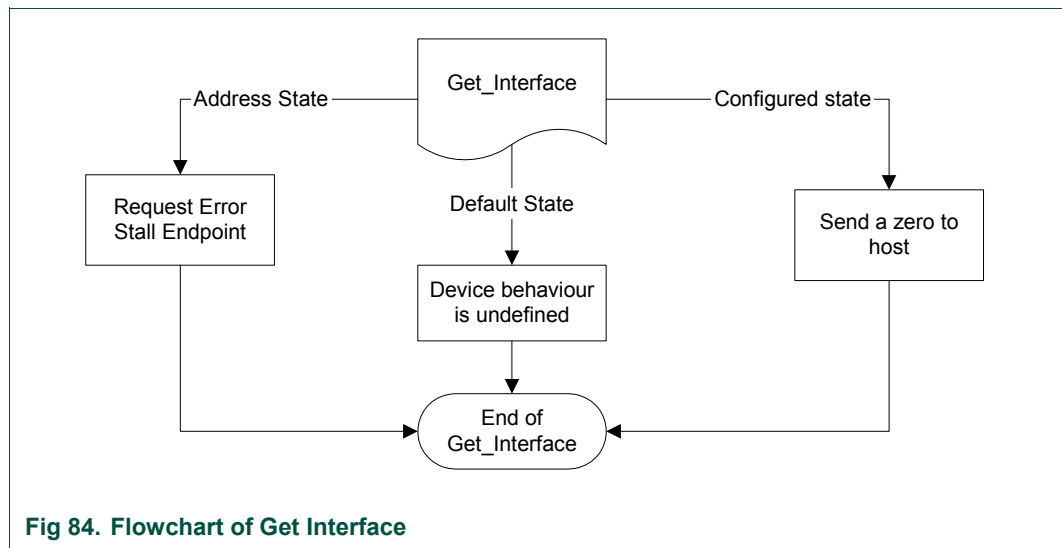 Get_Interface
Address State
Configured state
Request Error
Stall Endpoint
Default State
Send a zero to
host
Device behaviour
is undefined
End of
Get_Interface
Fig 84. Flowchart of Get Interface